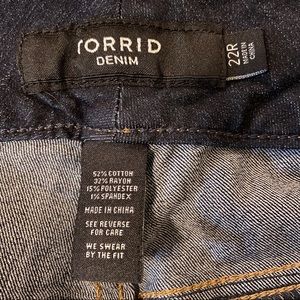 TORRID
DENIM
22R
MADE IN
CHINA
52% COTTON
32% RAYON
15% POLYESTER
1% SPANDEX
MADE IN CHINA
SEE REVERSE
FOR CARE
WE SWEAR
BY THE FIT